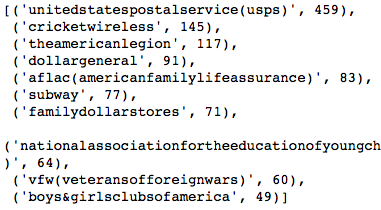 [('unitedstatespostalservice(usps)', 459),
('cricketwireless', 145),
('theamericanlegion', 117),
('dollargeneral', 91),
('aflac(americanfamilylifeassurance)', 83),
('subway', 77),
('familydollarstores', 71),
('nationalassociationfortheeducationofyoungch
)', 64),
('vfw(veteransofforeignwars)', 60),
('boys&girlsclubsofamerica', 49)]